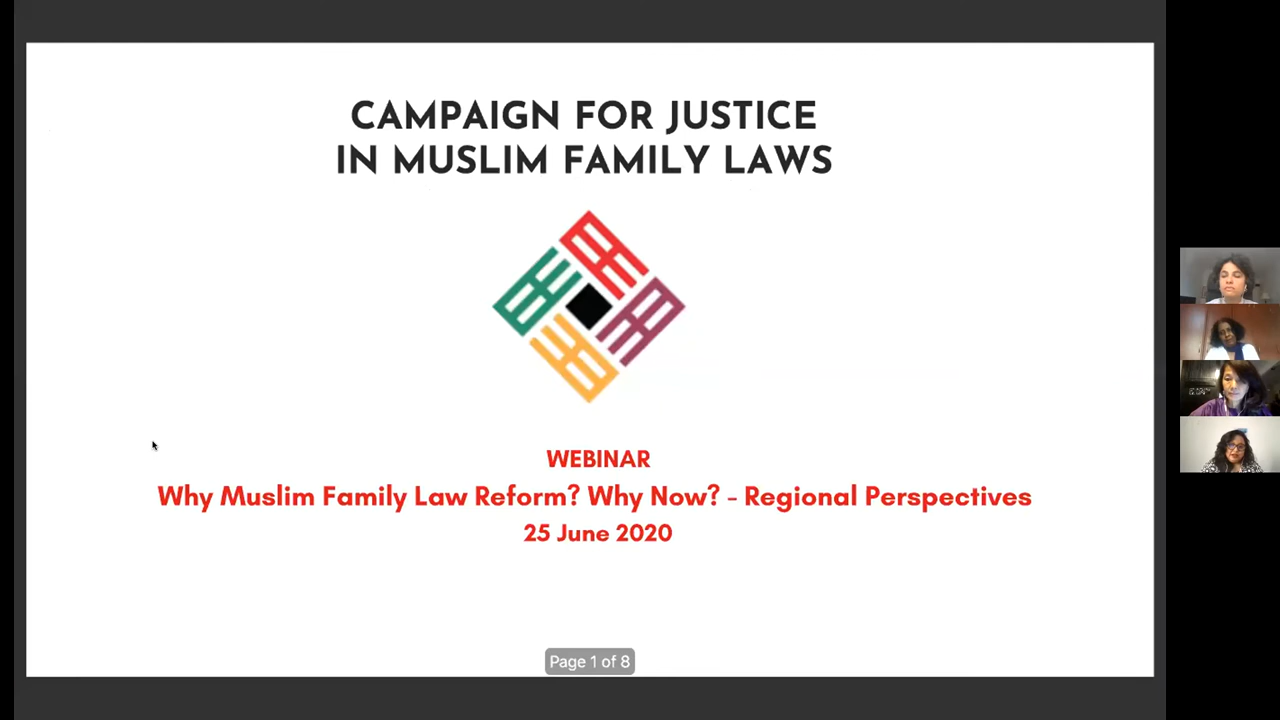 CAMPAIGN FOR JUSTICE
IN MUSLIM FAMILY LAWS
WEBINAR
Why Muslim Family Law Reform? Why Now? - Regional Perspectives
25 June 2020
Page 1 of 8